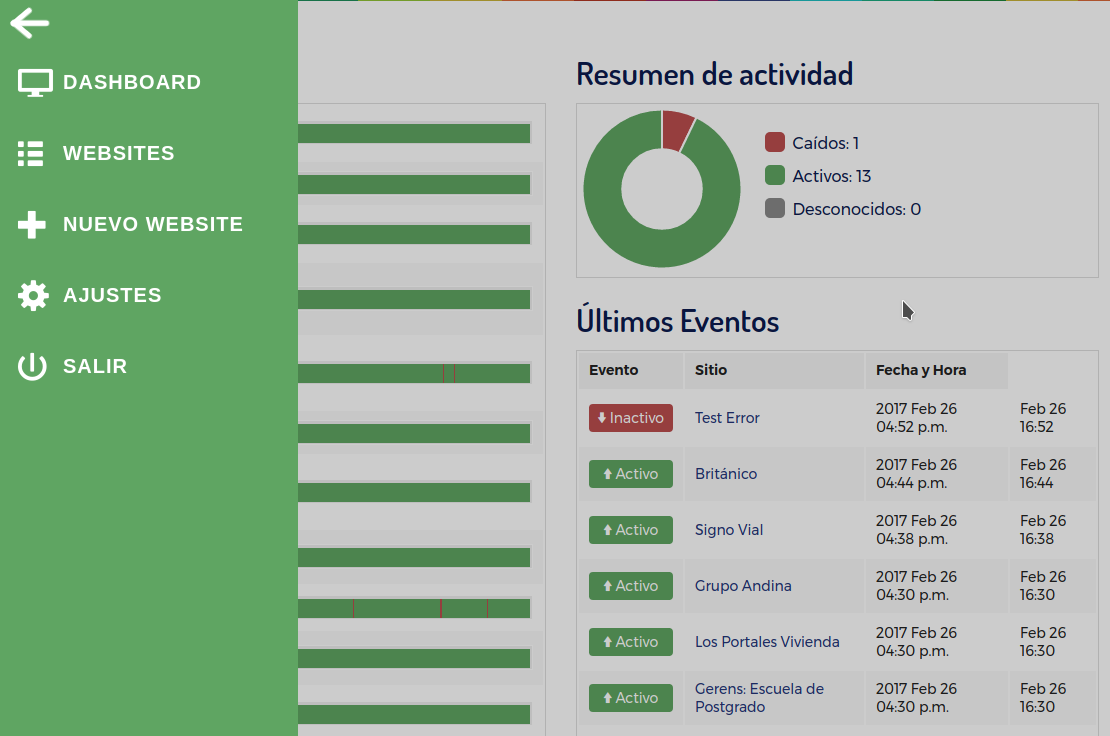 DASHBOARD
WEBSITES
NUEVO WEBSITE
AJUSTES
SALIR
Resumen de actividad
Caídos: 1
Activos: 13
Desconocidos: 0
Últimos Eventos
Evento Sitio Fecha y Hora
Inactivo Test Error 2017 Feb 26 Feb 26
04:52 p.m. 16:52
Activo Británico 2017 Feb 26 Feb 26
04:44 p.m. 16:44
Activo Signo Vial 2017 Feb 26 Feb 26
04:38 p.m. 16:38
Activo Grupo Andina 2017 Feb 26 Feb 26
04:30 p.m. 16:30
Activo Los Portales Vivienda 2017 Feb 26 Feb 26
04:30 p.m. 16:30
Activo Gerens: Escuela de 2017 Feb 26 Feb 26
Postgrado 04:30 p.m. 16:30